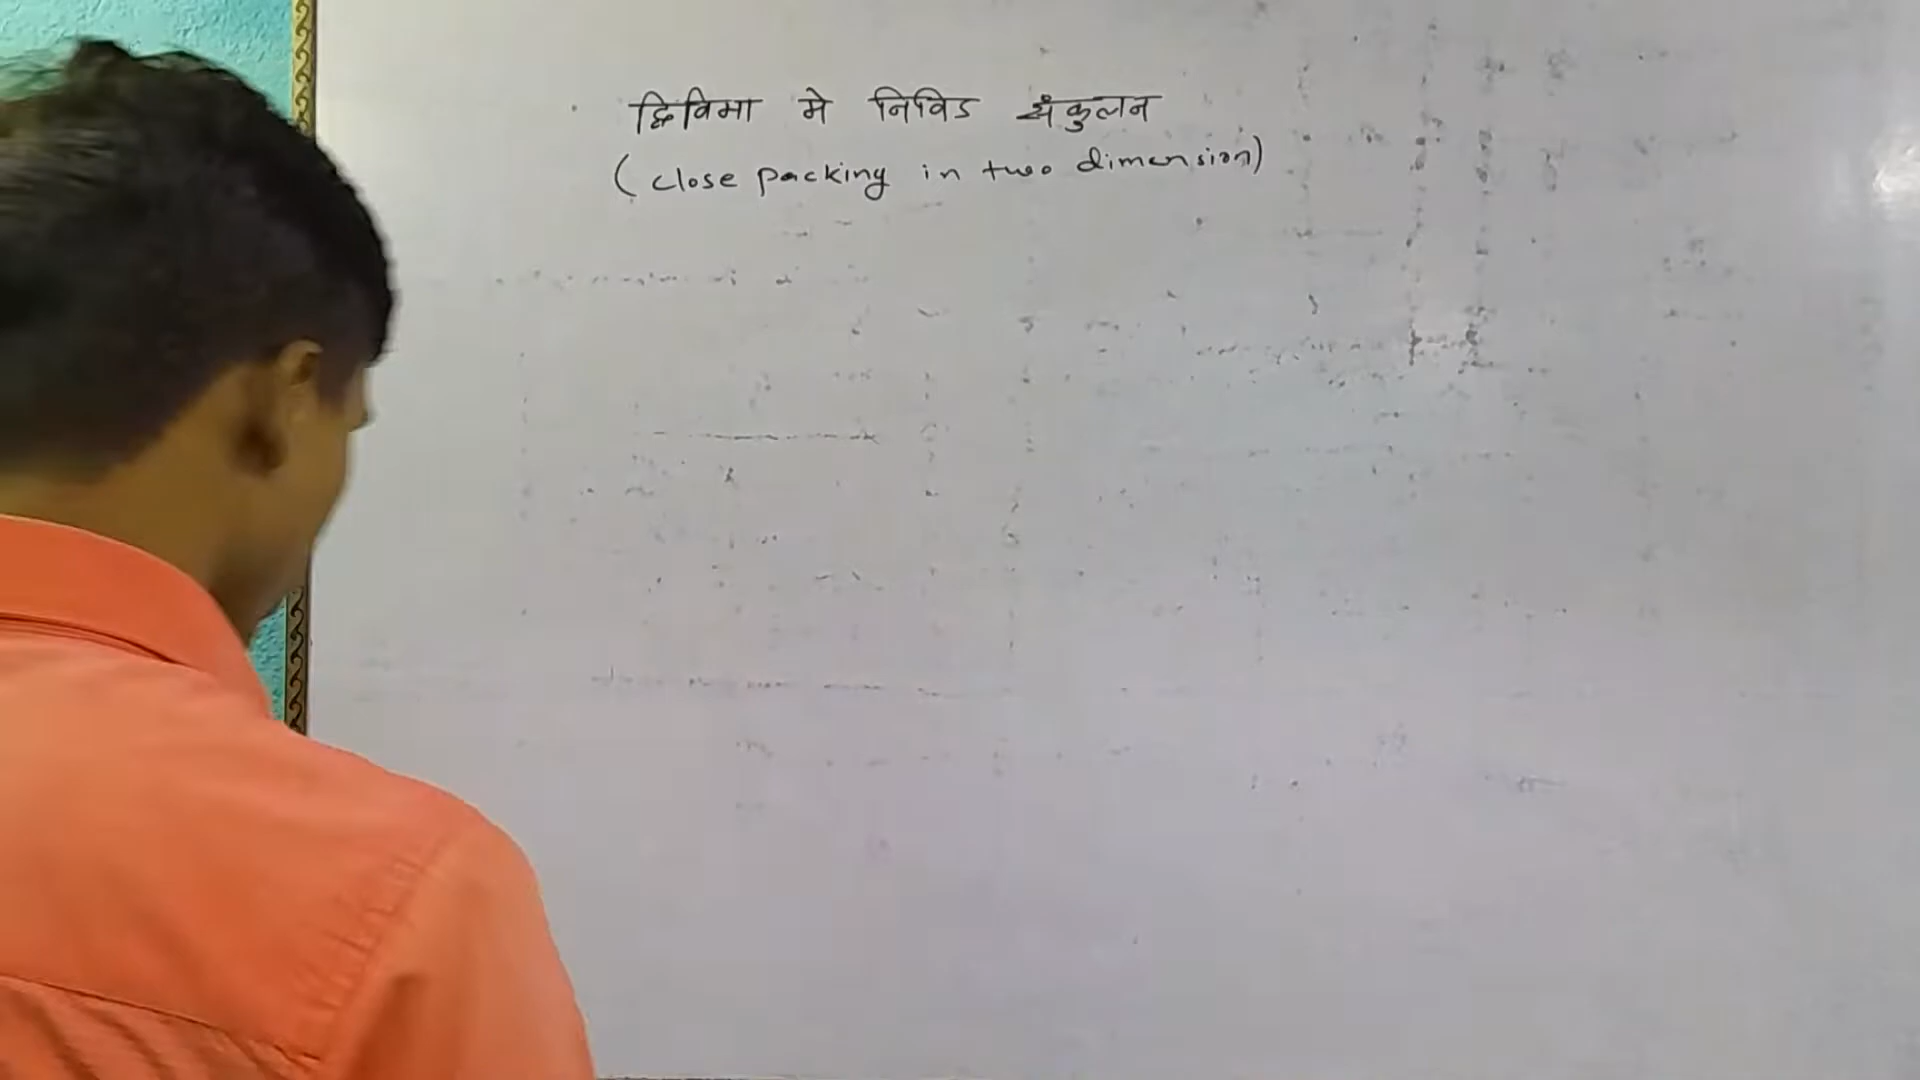 द्विविमा मे निविड संकुलन
(close packing in two dimension)